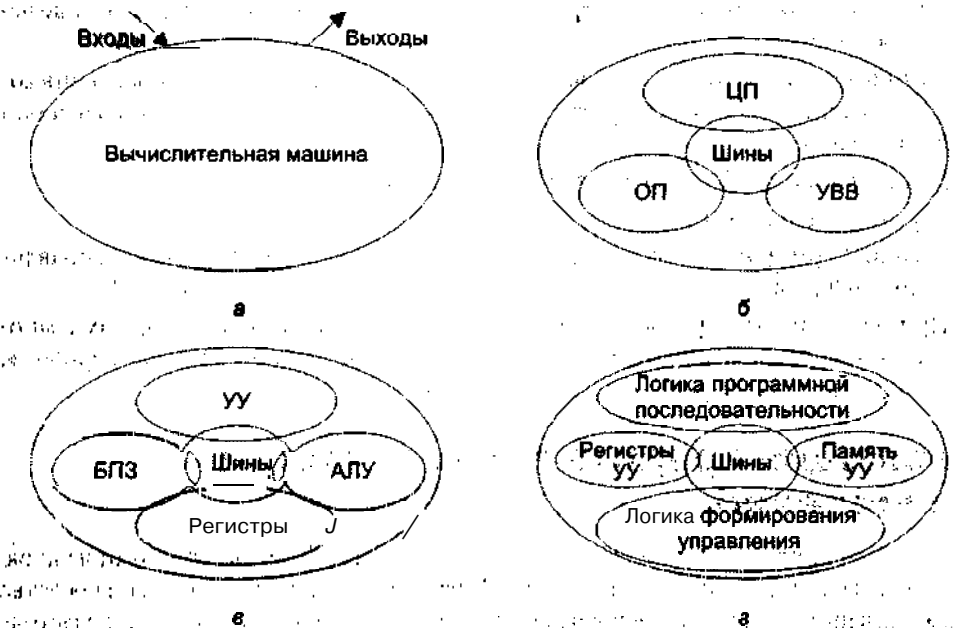 Входы
Выходы
Вычислительная машина
а
ЦП
Шины
ОП
УВВ
б
УУ
БПЗ
Шины
АЛУ
Регистры
в
Логика программной
последовательности
Регистры
УУ
Шины
Память
УУ
Логика формирования
управления
г